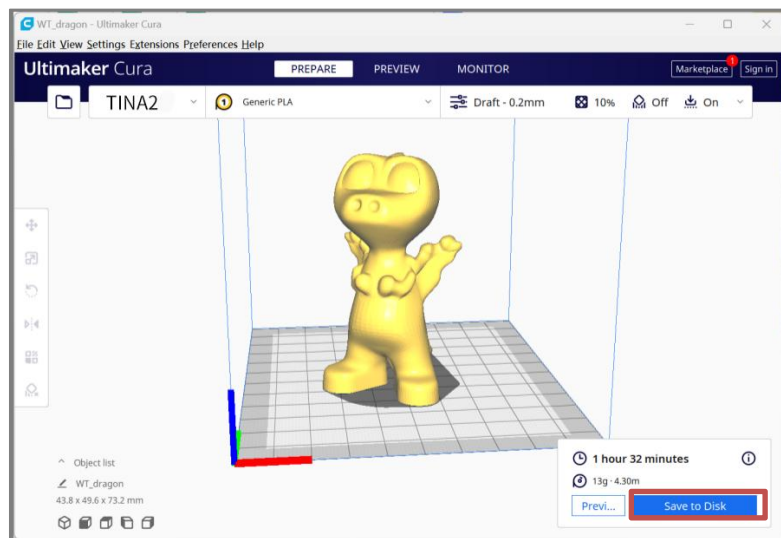 WT_dragon - Ultimaker Cura
File Edit View Settings Extensions Preferences Help
Ultimaker Cura PREPARE PREVIEW MONITOR Marketplace 1 Sign in
TINA2 1 Generic PLA Draft - 0.2mm 10% Off On
Object list
WT_dragon
43.8 x 49.6 x 73.2 mm
1 hour 32 minutes
13g · 4.30m
Previ... Save to Disk